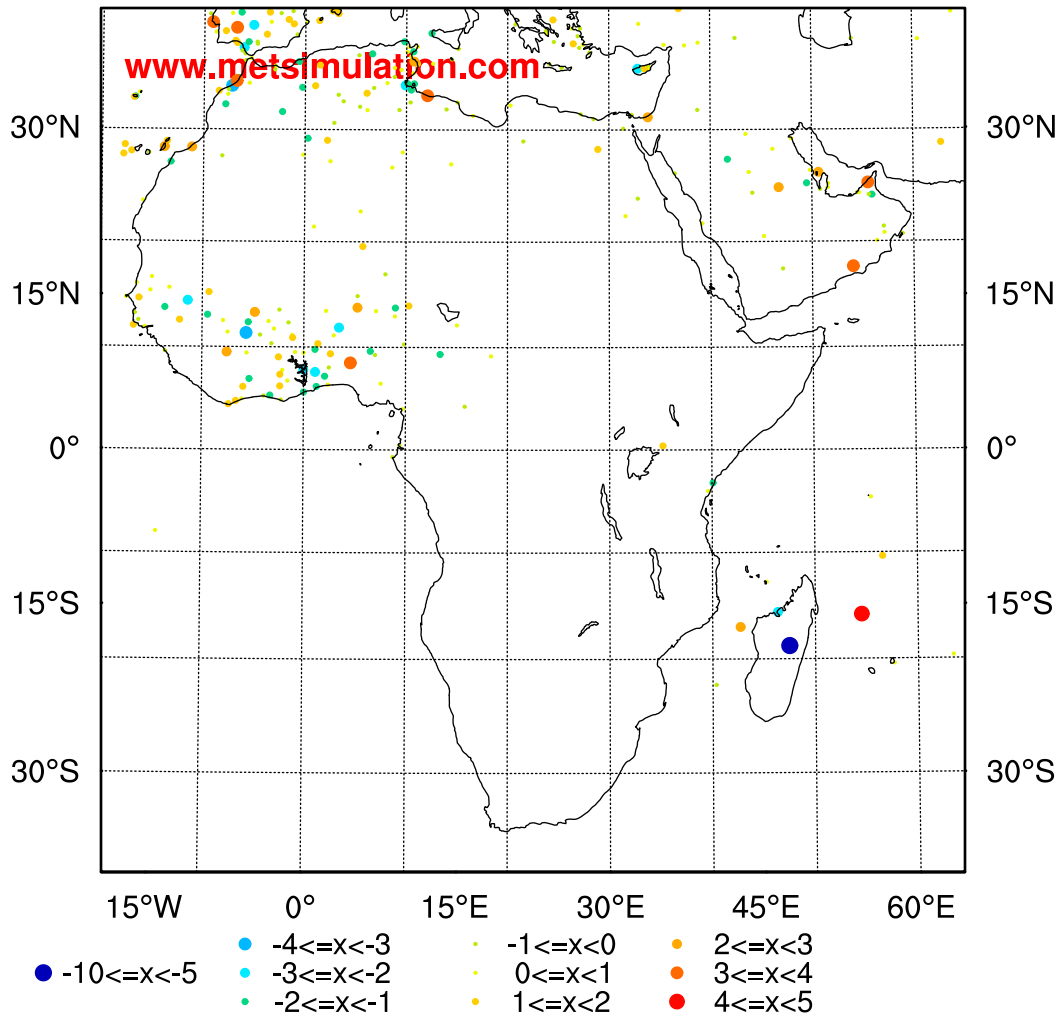 www.metsimulation.com
30°N 30°N
15°N 15°N
0° 0°
15°S 15°S
30°S 30°S
15°W 0° 15°E 30°E 45°E 60°E
-4<=x<-3 -1<=x<0 2<=x<3
-10<=x<-5 -3<=x<-2 0<=x<1 3<=x<4
-2<=x<-1 1<=x<2 4<=x<5